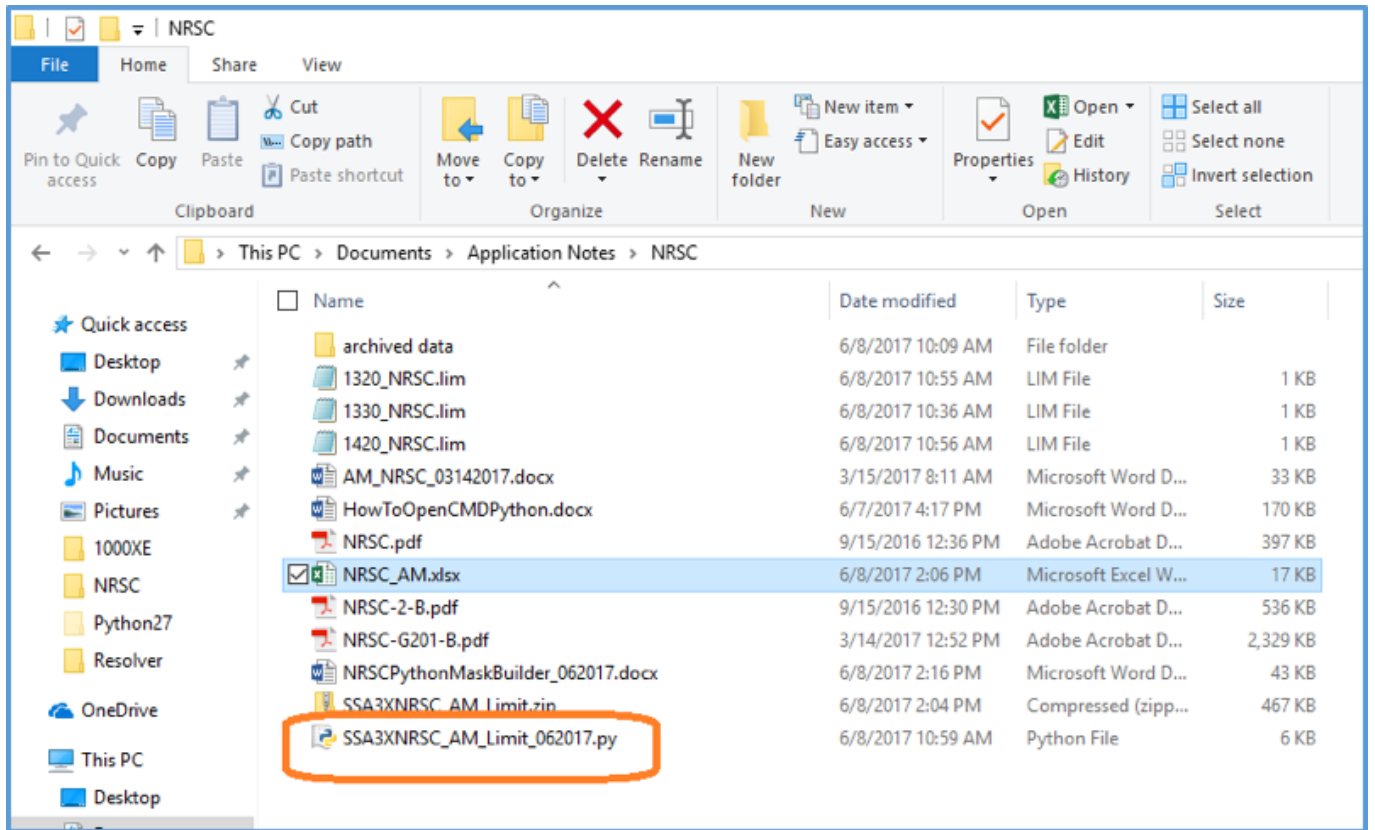 NRSC
File Home Share View
Pin to Quick access
Copy
Paste
Cut
Copy path
Paste shortcut
Clipboard
Move to
Copy to
Delete
Rename
Organize
New folder
New item
Easy access
New
Properties
Open
Edit
History
Open
Select all
Select none
Invert selection
Select
This PC > Documents > Application Notes > NRSC
Name Date modified Type Size
Quick access
Desktop
Downloads
Documents
Music
Pictures
1000XE
NRSC
Python27
Resolver
OneDrive
This PC
Desktop
archived data 6/8/2017 10:09 AM File folder
1320_NRSC.lim 6/8/2017 10:55 AM LIM File 1 KB
1330_NRSC.lim 6/8/2017 10:36 AM LIM File 1 KB
1420_NRSC.lim 6/8/2017 10:56 AM LIM File 1 KB
AM_NRSC_03142017.docx 3/15/2017 8:11 AM Microsoft Word D... 33 KB
HowToOpenCMDPython.docx 6/7/2017 4:17 PM Microsoft Word D... 170 KB
NRSC.pdf 9/15/2016 12:36 PM Adobe Acrobat D... 397 KB
NRSC_AM.xlsx 6/8/2017 2:06 PM Microsoft Excel W... 17 KB
NRSC-2-B.pdf 9/15/2016 12:30 PM Adobe Acrobat D... 536 KB
NRSC-G201-B.pdf 3/14/2017 12:52 PM Adobe Acrobat D... 2,329 KB
NRSCPythonMaskBuilder_062017.docx 6/8/2017 2:16 PM Microsoft Word D... 43 KB
SSA3XNRSC_AM_Limit.zip 6/8/2017 2:04 PM Compressed (zipp... 467 KB
SSA3XNRSC_AM_Limit_062017.py 6/8/2017 10:59 AM Python File 6 KB